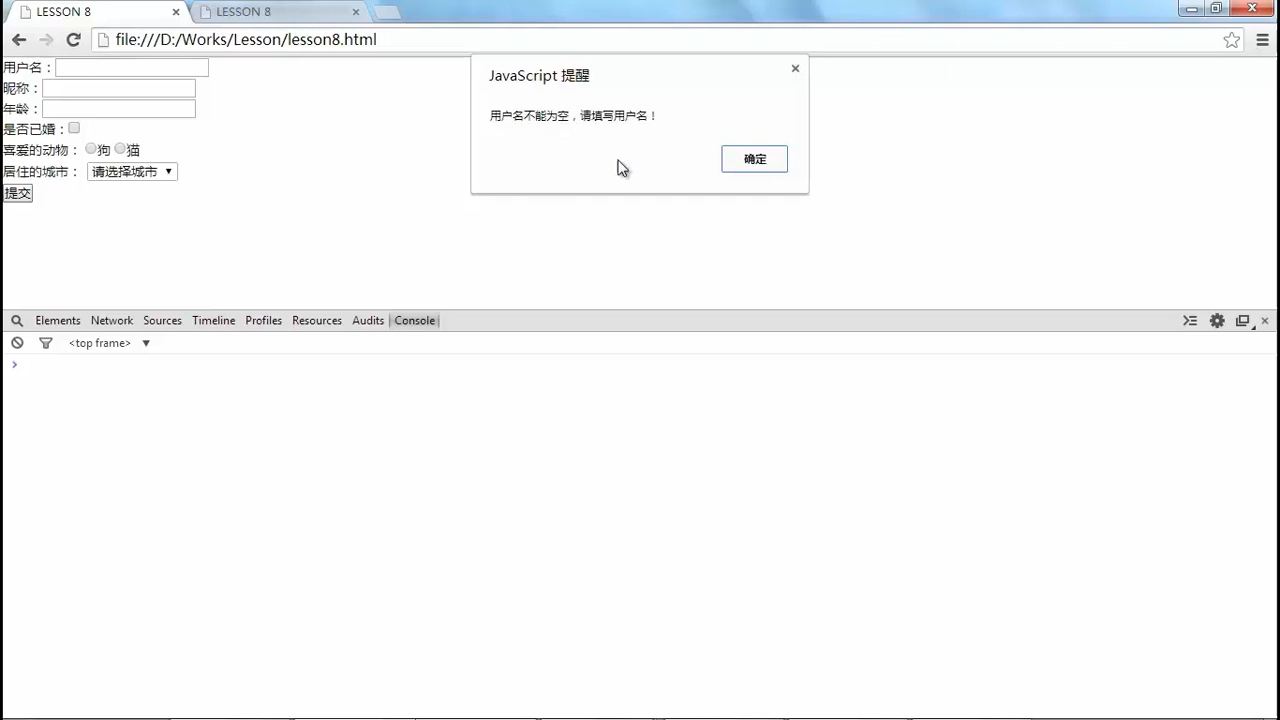 LESSON 8
LESSON 8
file:///D:/Works/Lesson/lesson8.html
JavaScript 提醒
用户名不能为空，请填写用户名！
确定
用户名：
昵称：
年龄：
是否已婚：
喜爱的动物： 狗 猫
居住的城市： 请选择城市
提交
Elements Network Sources Timeline Profiles Resources Audits Console
<top frame>